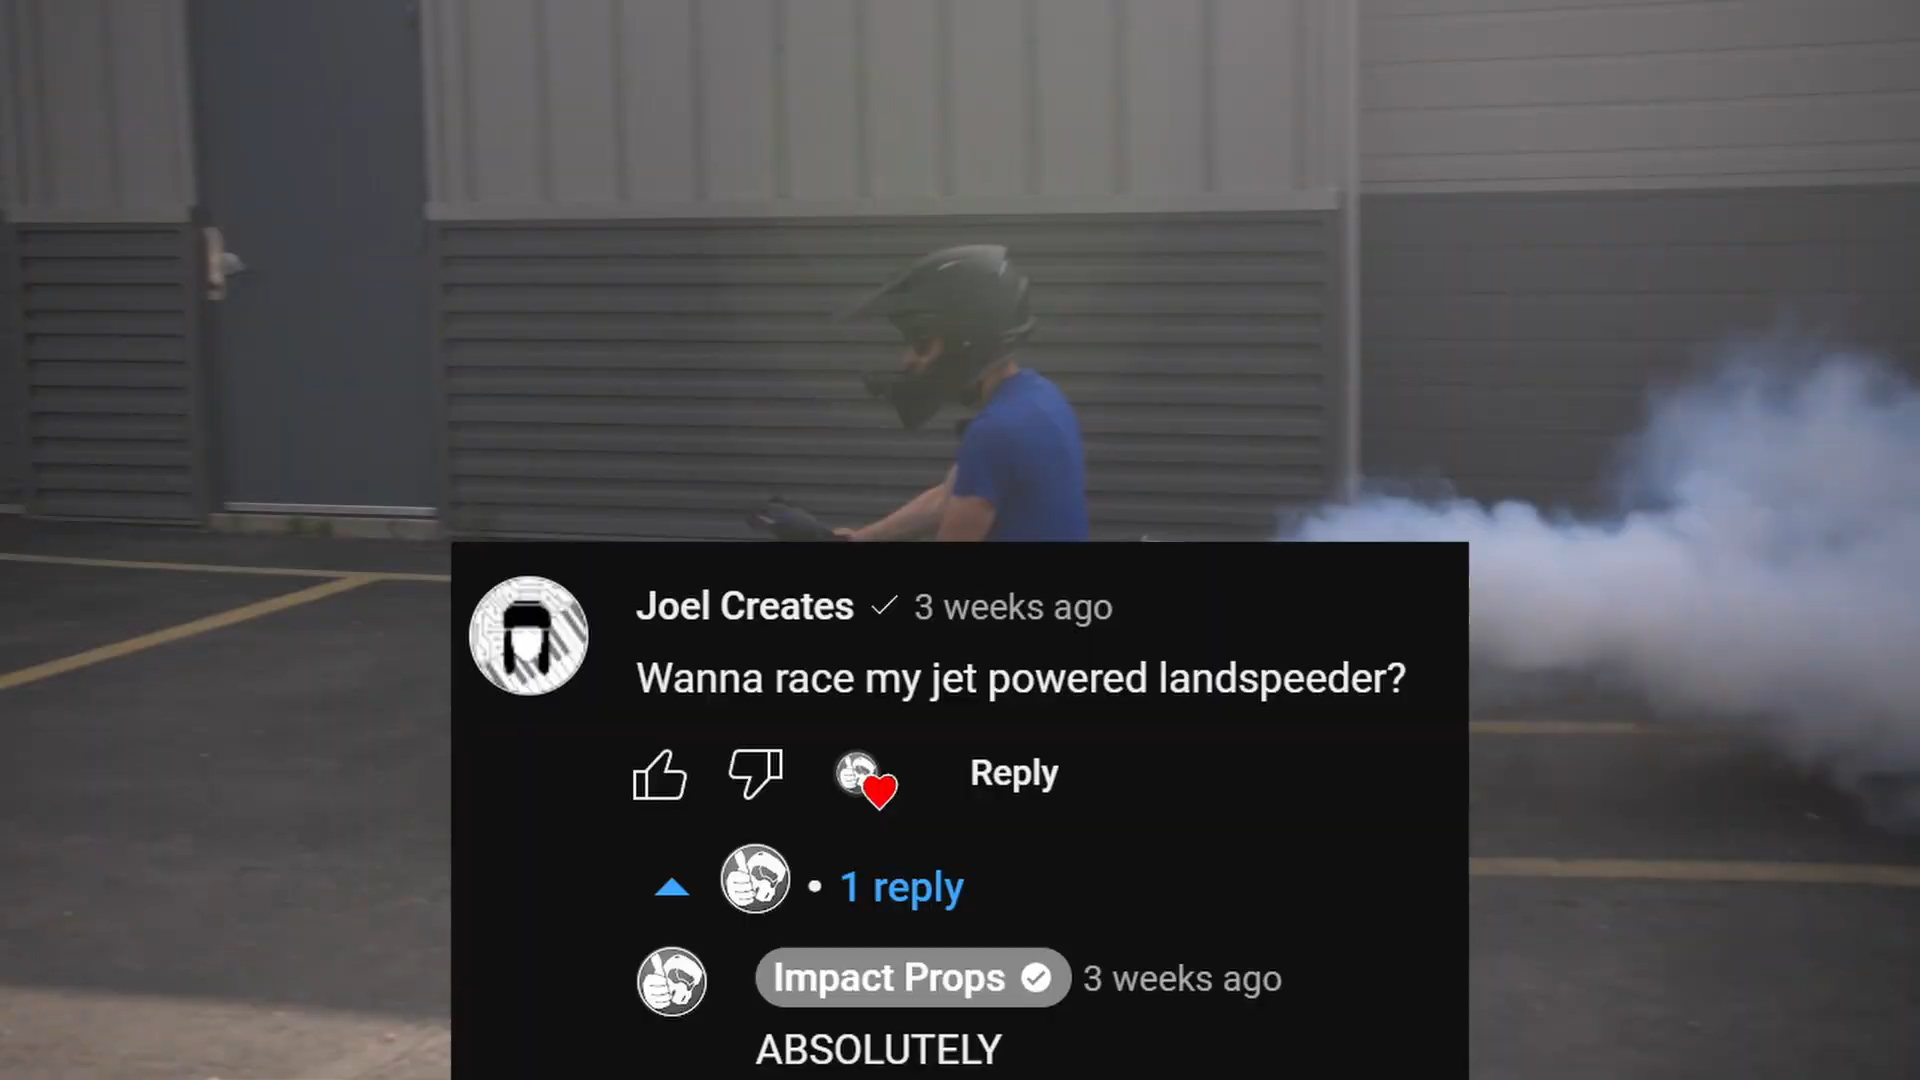 Joel Creates 3 weeks ago
Wanna race my jet powered landspeeder?
Reply
1 reply
Impact Props 3 weeks ago
ABSOLUTELY